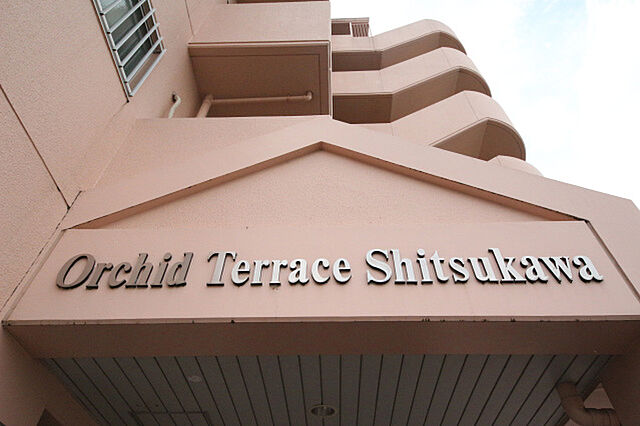 Orchid Terrace Shitsukawa